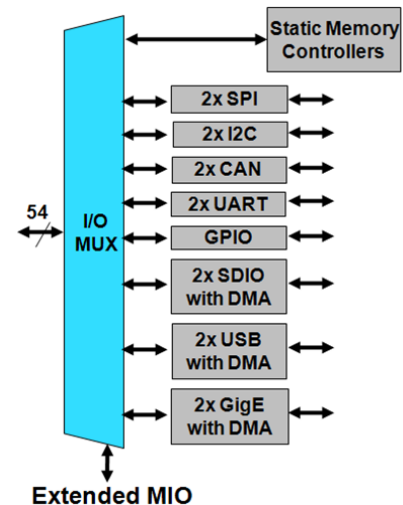 Static Memory
Controllers
2x SPI
2x I2C
2x CAN
54
2x UART
I/O
MUX
GPIO
2x SDIO
with DMA
2x USB
with DMA
2x GigE
with DMA
Extended MIO